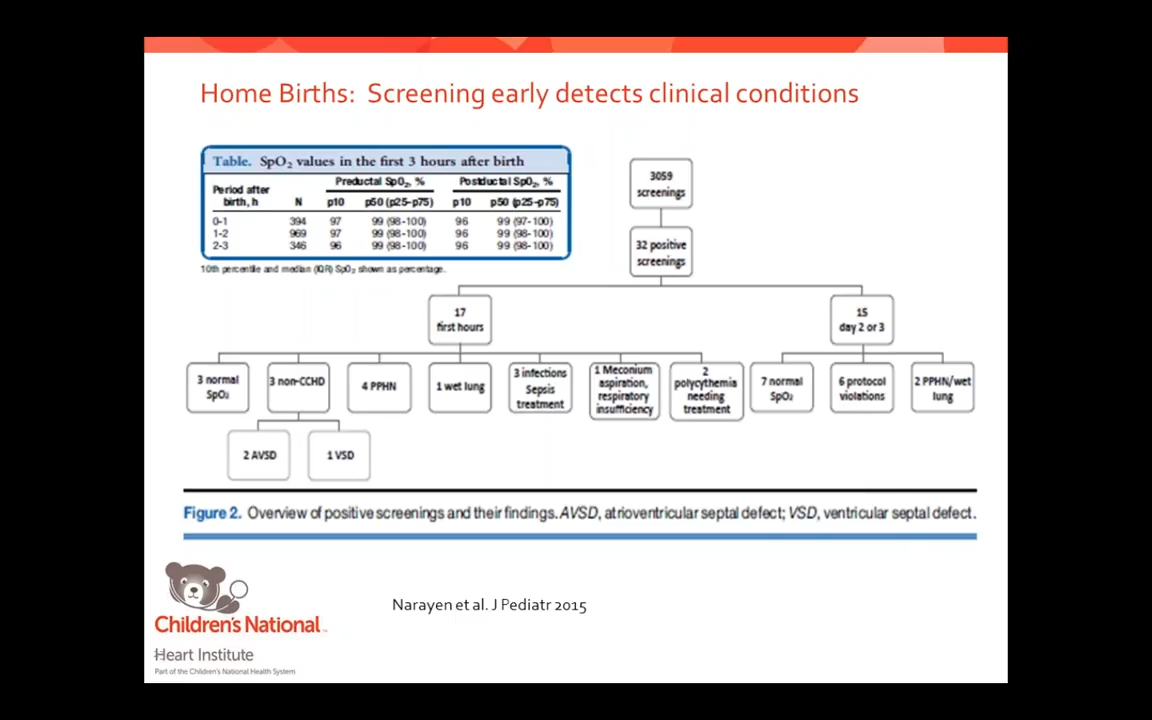 Home Births: Screening early detects clinical conditions
Table. SpO₂ values in the first 3 hours after birth
Period after birth, h N Preductal SpO₂, % Postductal SpO₂, %
p10 p50 (p25-p75) p10 p50 (p25-p75)
0-1 394 97 99 (98-100) 96 99 (97-100)
1-2 969 97 99 (98-100) 96 99 (98-100)
2-3 346 96 99 (98-100) 96 99 (98-100)
10th percentile and median (IQR) SpO₂ shown as percentage.
3059
screenings
32 positive
screenings
17
first hours
15
day 2 or 3
3 normal
SpO₂
3 non-CCHD
4 PPHN
1 wet lung
3 infections
Sepsis
treatment
1 Meconium
aspiration,
respiratory
insufficiency
2
polycythemia
needing
treatment
7 normal
SpO₂
6 protocol
violations
2 PPHN/wet
lung
2 AVSD
1 VSD
Figure 2. Overview of positive screenings and their findings. AVSD, atrioventricular septal defect; VSD, ventricular septal defect.
Narayen et al. J Pediatr 2015
Children's National™
Heart Institute
Part of the Children's National Health System